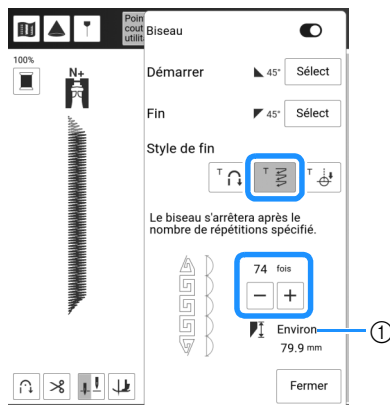 Poin
cout
utilit
Biseau
100%
N+
Démarrer
45°
Sélect
Fin
45°
Sélect
Style de fin
T
T
T
Le biseau s'arrêtera après le
nombre de répétitions spécifié.
74 fois
− +
Environ
①
79.9 mm
Fermer